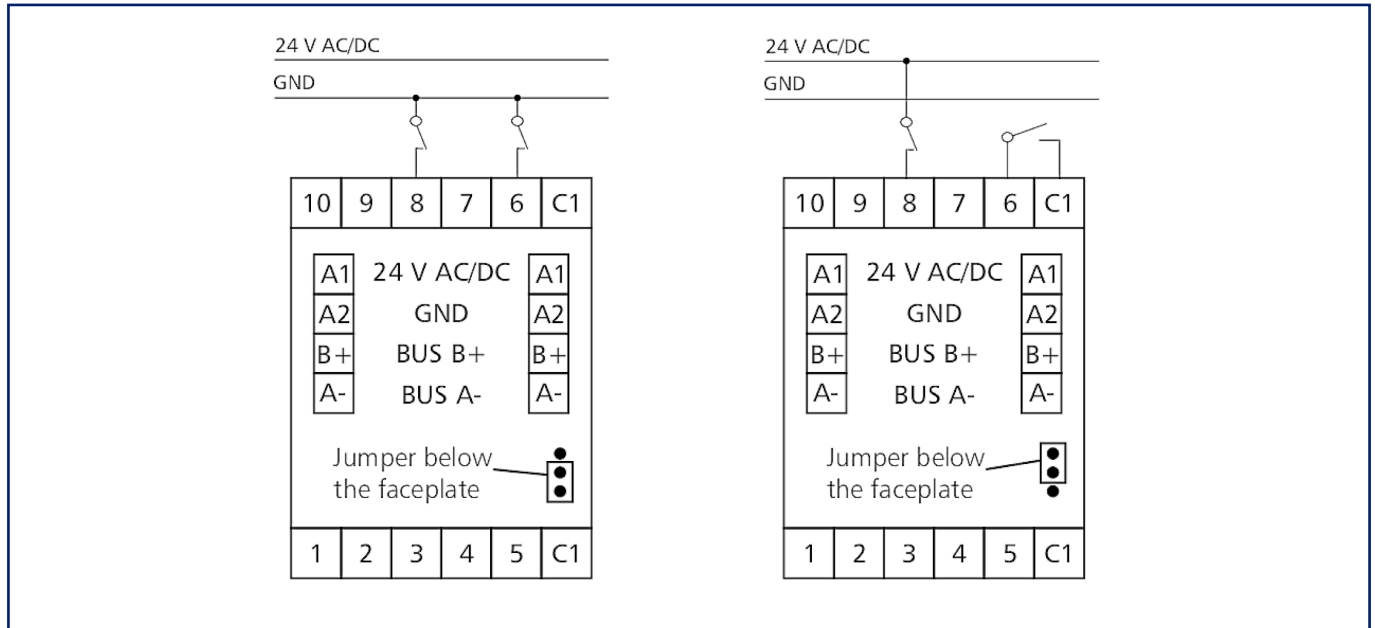 24 V AC/DC
GND
10 9 8 7 6 C1
A1 24 V AC/DC A1
A2 GND A2
B+ BUS B+ B+
A- BUS A- A-
Jumper below
the faceplate
1 2 3 4 5 C1
24 V AC/DC
GND
10 9 8 7 6 C1
A1 24 V AC/DC A1
A2 GND A2
B+ BUS B+ B+
A- BUS A- A-
Jumper below
the faceplate
1 2 3 4 5 C1